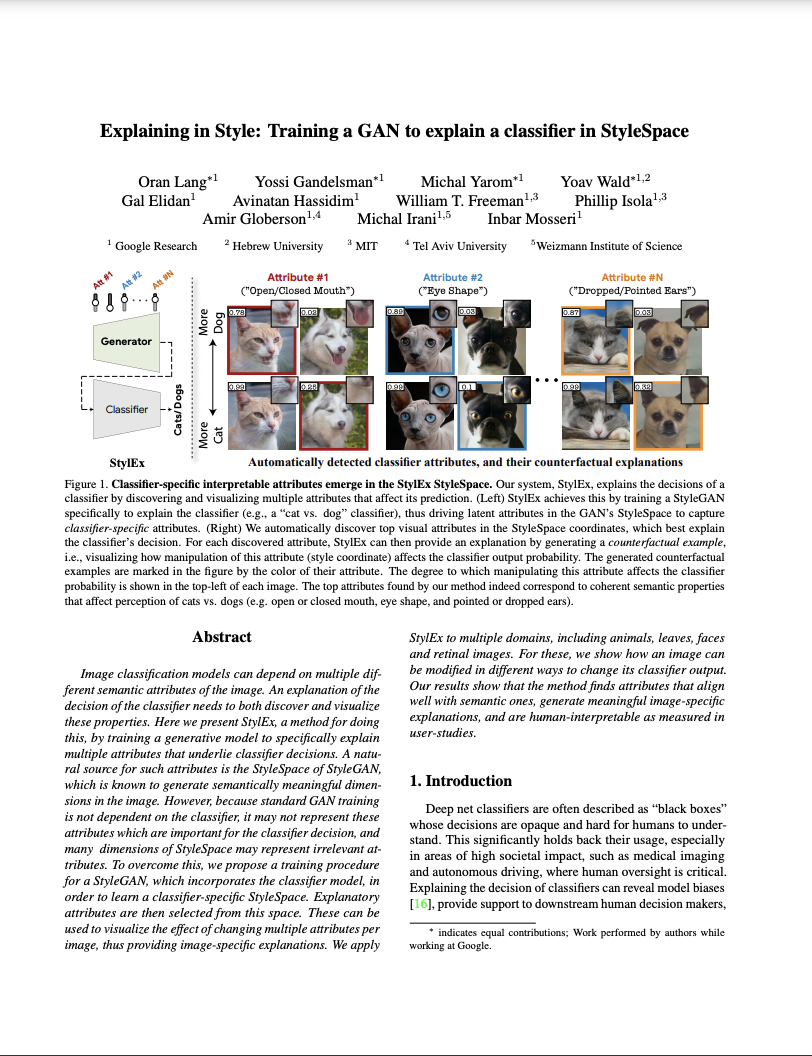 Explaining in Style: Training a GAN to explain a classifier in StyleSpace
Oran Lang*1 Yossi Gandelsman*1 Michal Yarom*1 Yoav Wald*1,2
Gal Elidan1 Avinatan Hassidim1 William T. Freeman1,3 Phillip Isola1,3
Amir Globerson1,4 Michal Irani1,5 Inbar Mosseri1
1 Google Research 2 Hebrew University 3 MIT 4 Tel Aviv University 5Weizmann Institute of Science
Att #1 Att #2 Att #N
Generator
Classifier
Cats/Dogs
StylEx
More Dog
More Cat
Attribute #1
("Open/Closed Mouth")
Attribute #2
("Eye Shape")
Attribute #N
("Dropped/Pointed Ears")
0.78 0.02 0.89 0.03 0.87 0.03
0.99 0.25 0.99 0.1 0.99 0.32
Automatically detected classifier attributes, and their counterfactual explanations
Figure 1. Classifier-specific interpretable attributes emerge in the StylEx StyleSpace. Our system, StylEx, explains the decisions of a
classifier by discovering and visualizing multiple attributes that affect its prediction. (Left) StylEx achieves this by training a StyleGAN
specifically to explain the classifier (e.g., a “cat vs. dog” classifier), thus driving latent attributes in the GAN’s StyleSpace to capture
classifier-specific attributes. (Right) We automatically discover top visual attributes in the StyleSpace coordinates, which best explain
the classifier’s decision. For each discovered attribute, StylEx can then provide an explanation by generating a counterfactual example,
i.e., visualizing how manipulation of this attribute (style coordinate) affects the classifier output probability. The generated counterfactual
examples are marked in the figure by the color of their attribute. The degree to which manipulating this attribute affects the classifier
probability is shown in the top-left of each image. The top attributes found by our method indeed correspond to coherent semantic properties
that affect perception of cats vs. dogs (e.g. open or closed mouth, eye shape, and pointed or dropped ears).
Abstract
Image classification models can depend on multiple dif-
ferent semantic attributes of the image. An explanation of the
decision of the classifier needs to both discover and visualize
these properties. Here we present StylEx, a method for doing
this, by training a generative model to specifically explain
multiple attributes that underlie classifier decisions. A natu-
ral source for such attributes is the StyleSpace of StyleGAN,
which is known to generate semantically meaningful dimen-
sions in the image. However, because standard GAN training
is not dependent on the classifier, it may not represent these
attributes which are important for the classifier decision, and
many dimensions of StyleSpace may represent irrelevant at-
tributes. To overcome this, we propose a training procedure
for a StyleGAN, which incorporates the classifier model, in
order to learn a classifier-specific StyleSpace. Explanatory
attributes are then selected from this space. These can be
used to visualize the effect of changing multiple attributes per
image, thus providing image-specific explanations. We apply
StylEx to multiple domains, including animals, leaves, faces
and retinal images. For these, we show how an image can
be modified in different ways to change its classifier output.
Our results show that the method finds attributes that align
well with semantic ones, generate meaningful image-specific
explanations, and are human-interpretable as measured in
user-studies.
1. Introduction
Deep net classifiers are often described as “black boxes”
whose decisions are opaque and hard for humans to under-
stand. This significantly holds back their usage, especially
in areas of high societal impact, such as medical imaging
and autonomous driving, where human oversight is critical.
Explaining the decision of classifiers can reveal model biases
[16], provide support to downstream human decision makers,
* indicates equal contributions; Work performed by authors while
working at Google.